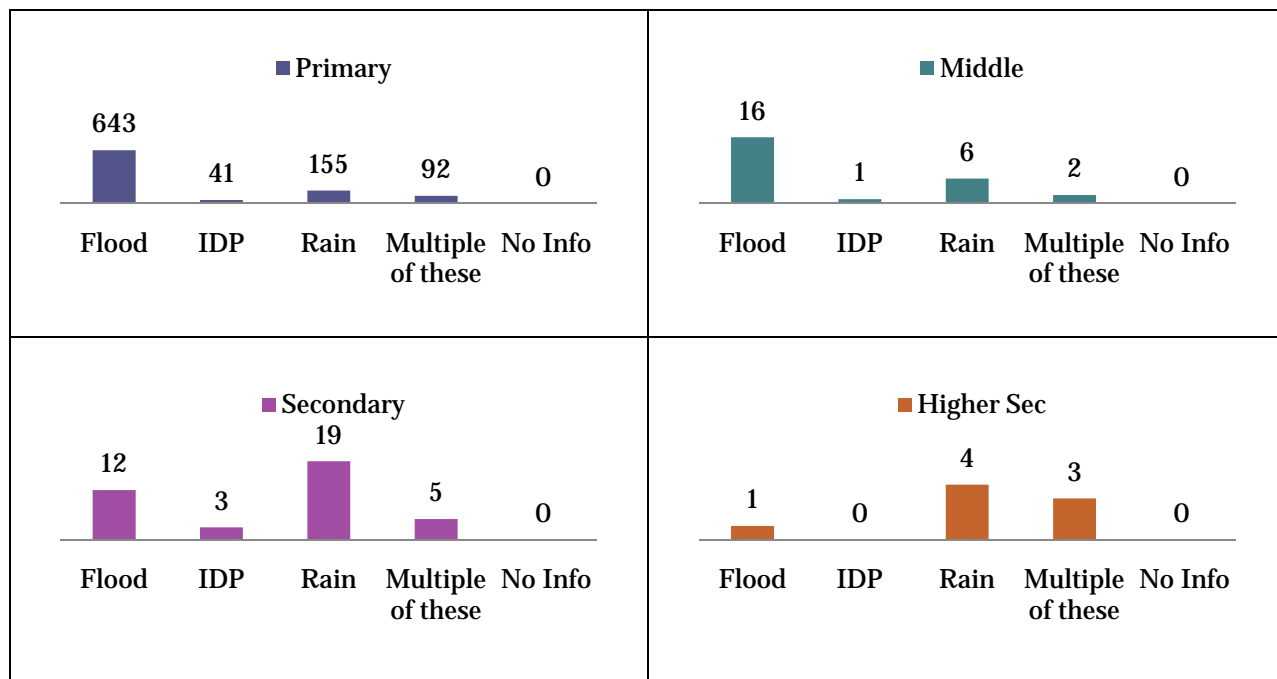 Primary
643
41
155
92
0
Flood IDP Rain Multiple of these No Info
Middle
16
1
6
2
0
Flood IDP Rain Multiple of these No Info
Secondary
12
3
19
5
0
Flood IDP Rain Multiple of these No Info
Higher Sec
1
0
4
3
0
Flood IDP Rain Multiple of these No Info